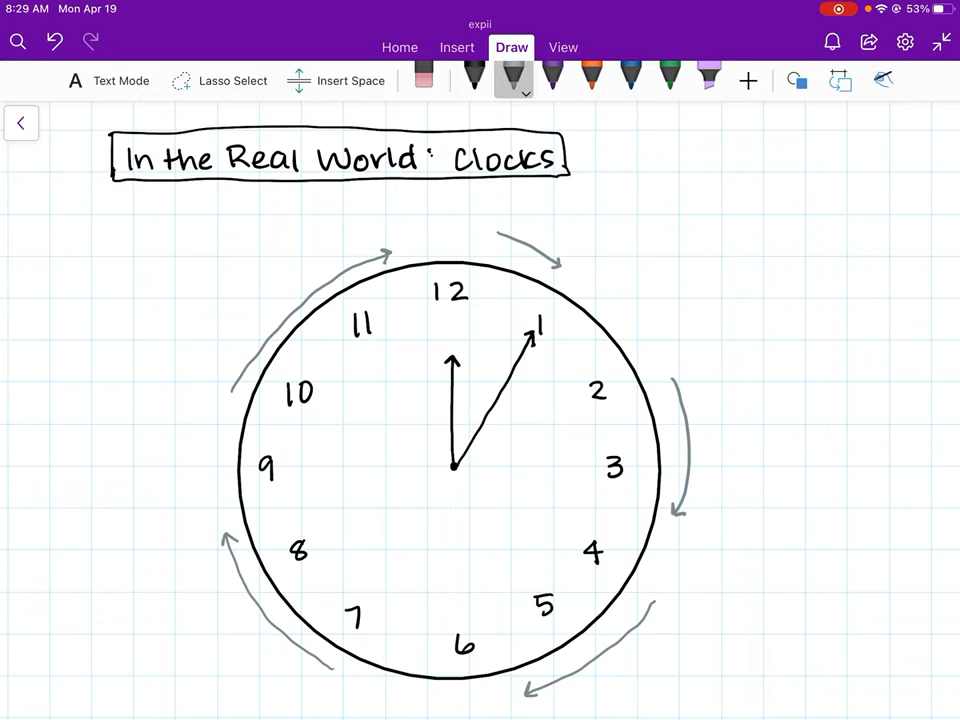 8:29 AM Mon Apr 19
53%
expii
Home Insert Draw View
A Text Mode Lasso Select Insert Space
In the Real World: Clocks
12
11
1
10
2
9
3
8
4
7
5
6